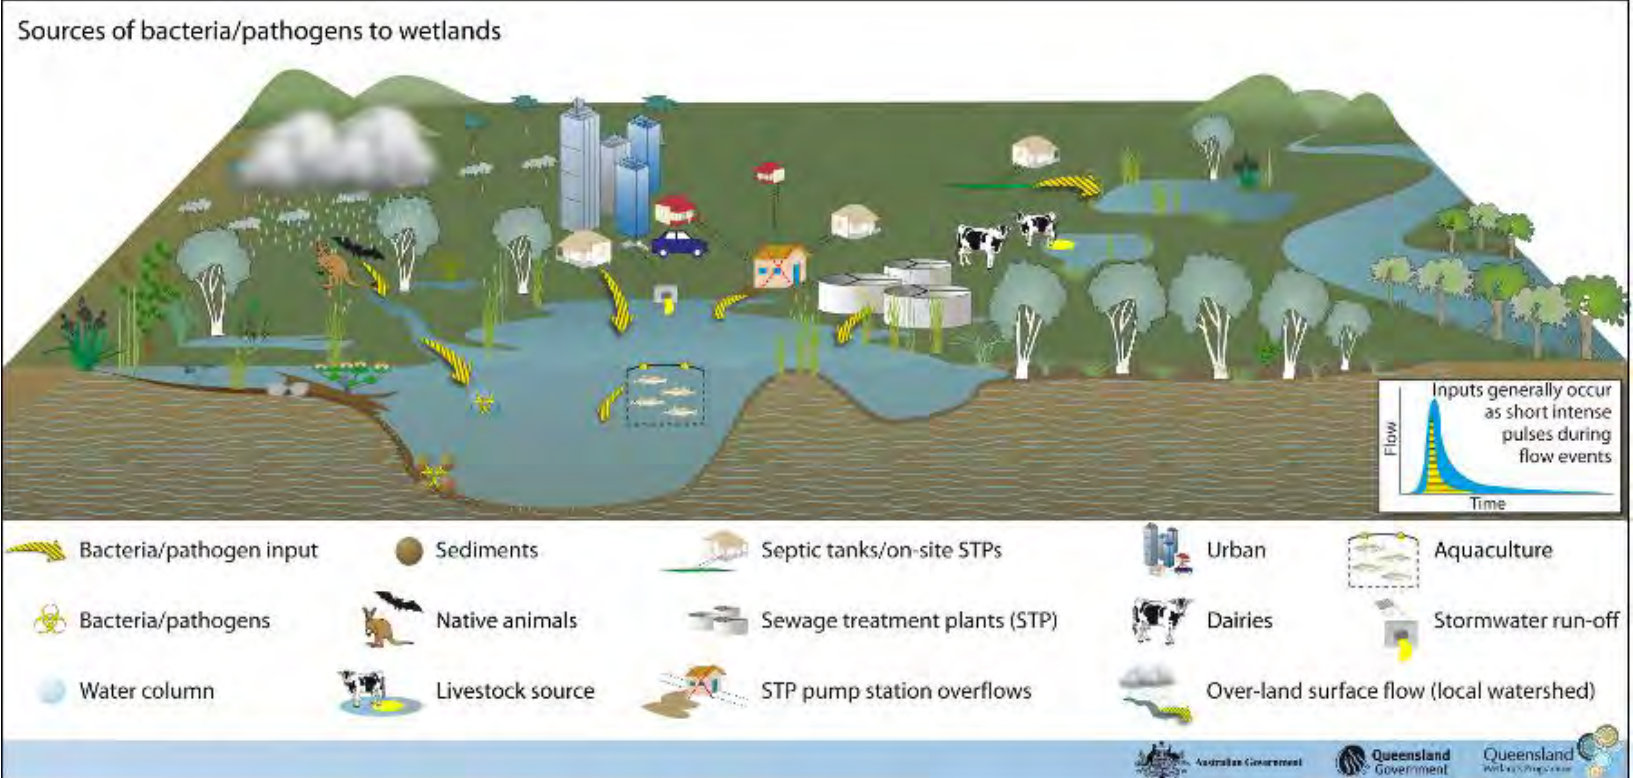 Sources of bacteria/pathogens to wetlands
Inputs generally occur
as short intense
pulses during
flow events
Flow
Time
Bacteria/pathogen input
Sediments
Septic tanks/on-site STPs
Urban
Aquaculture
Bacteria/pathogens
Native animals
Sewage treatment plants (STP)
Dairies
Stormwater run-off
Water column
Livestock source
STP pump station overflows
Over-land surface flow (local watershed)
Australian Government
Queensland
Government
Queensland
Wetlands Programme